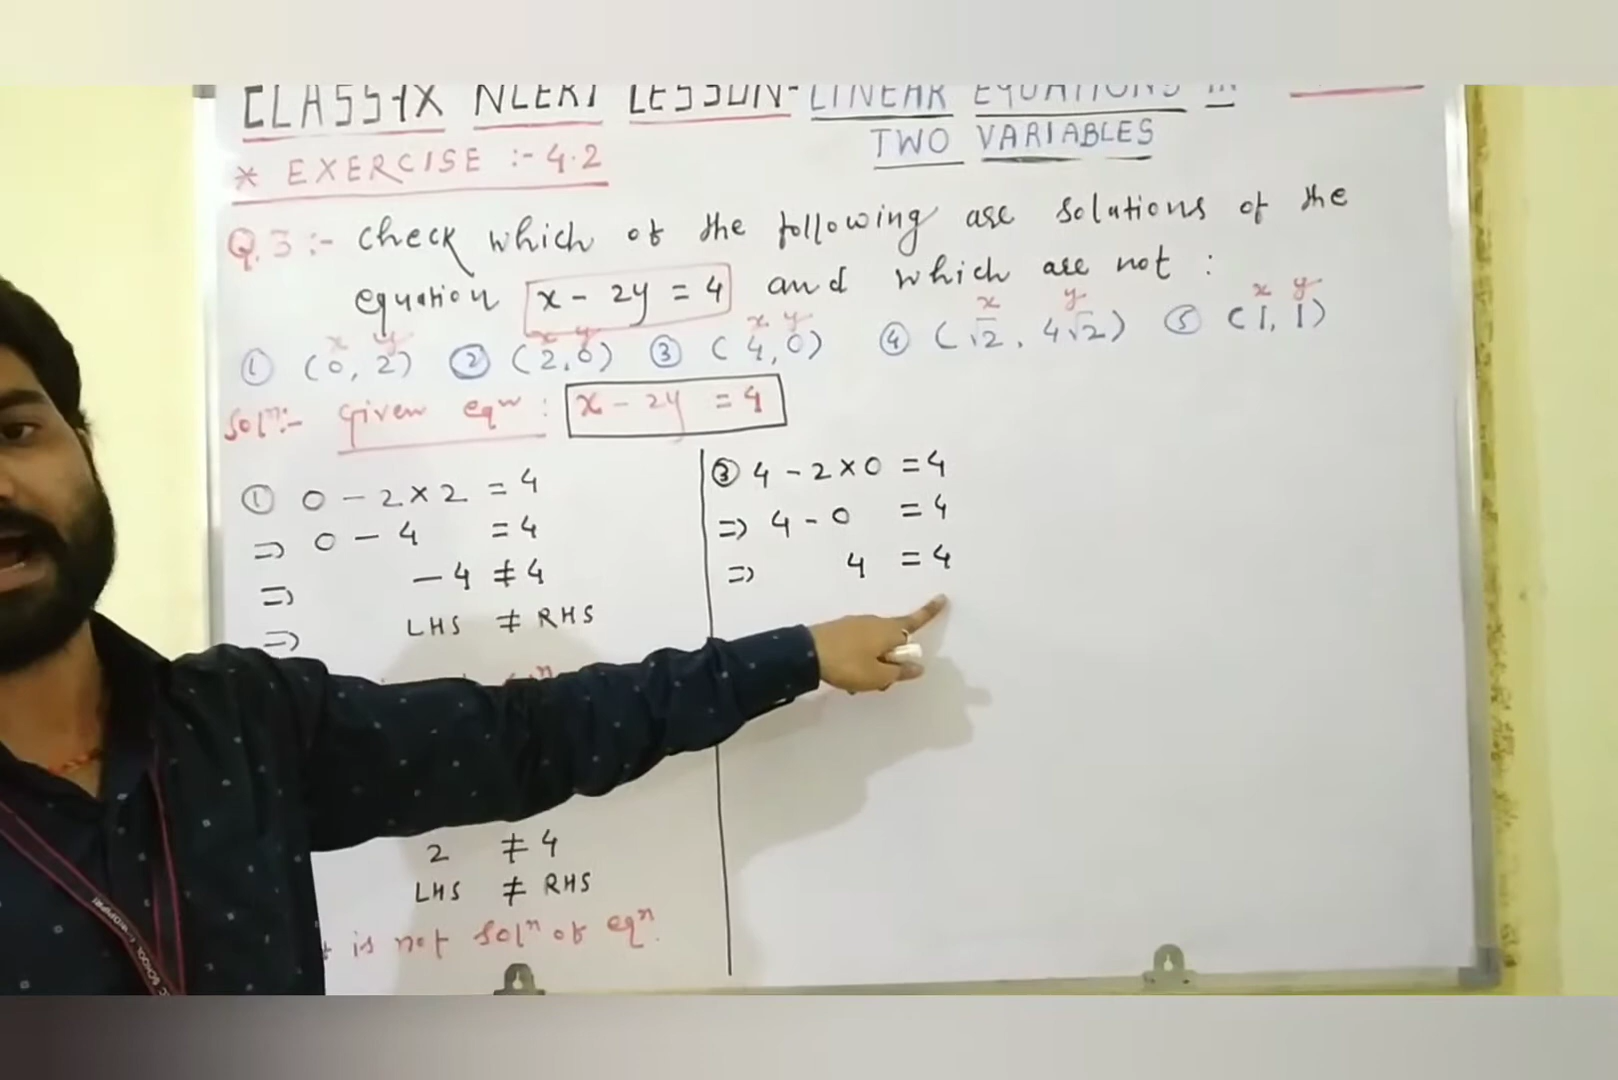 CLASS-IX NCERT LESSON-LINEAR EQUATIONS IN
TWO VARIABLES
* EXERCISE :- 4.2
Q.3 :- Check which of the following are solutions of the
equation x - 2y = 4 and which are not :
x y x y x y x y x y
① (0, 2) ② (2,0) ③ (4,0) ④ (√2, 4√2) ⑤ (1, 1)
Solⁿ:- Given eqⁿ : x - 2y = 4
① 0 - 2×2 = 4
=> 0 - 4 = 4
=> -4 ≠ 4
=> LHS ≠ RHS
2 ≠ 4
LHS ≠ RHS
is not Solⁿ of eqⁿ.
③ 4 - 2×0 = 4
=> 4 - 0 = 4
=> 4 = 4